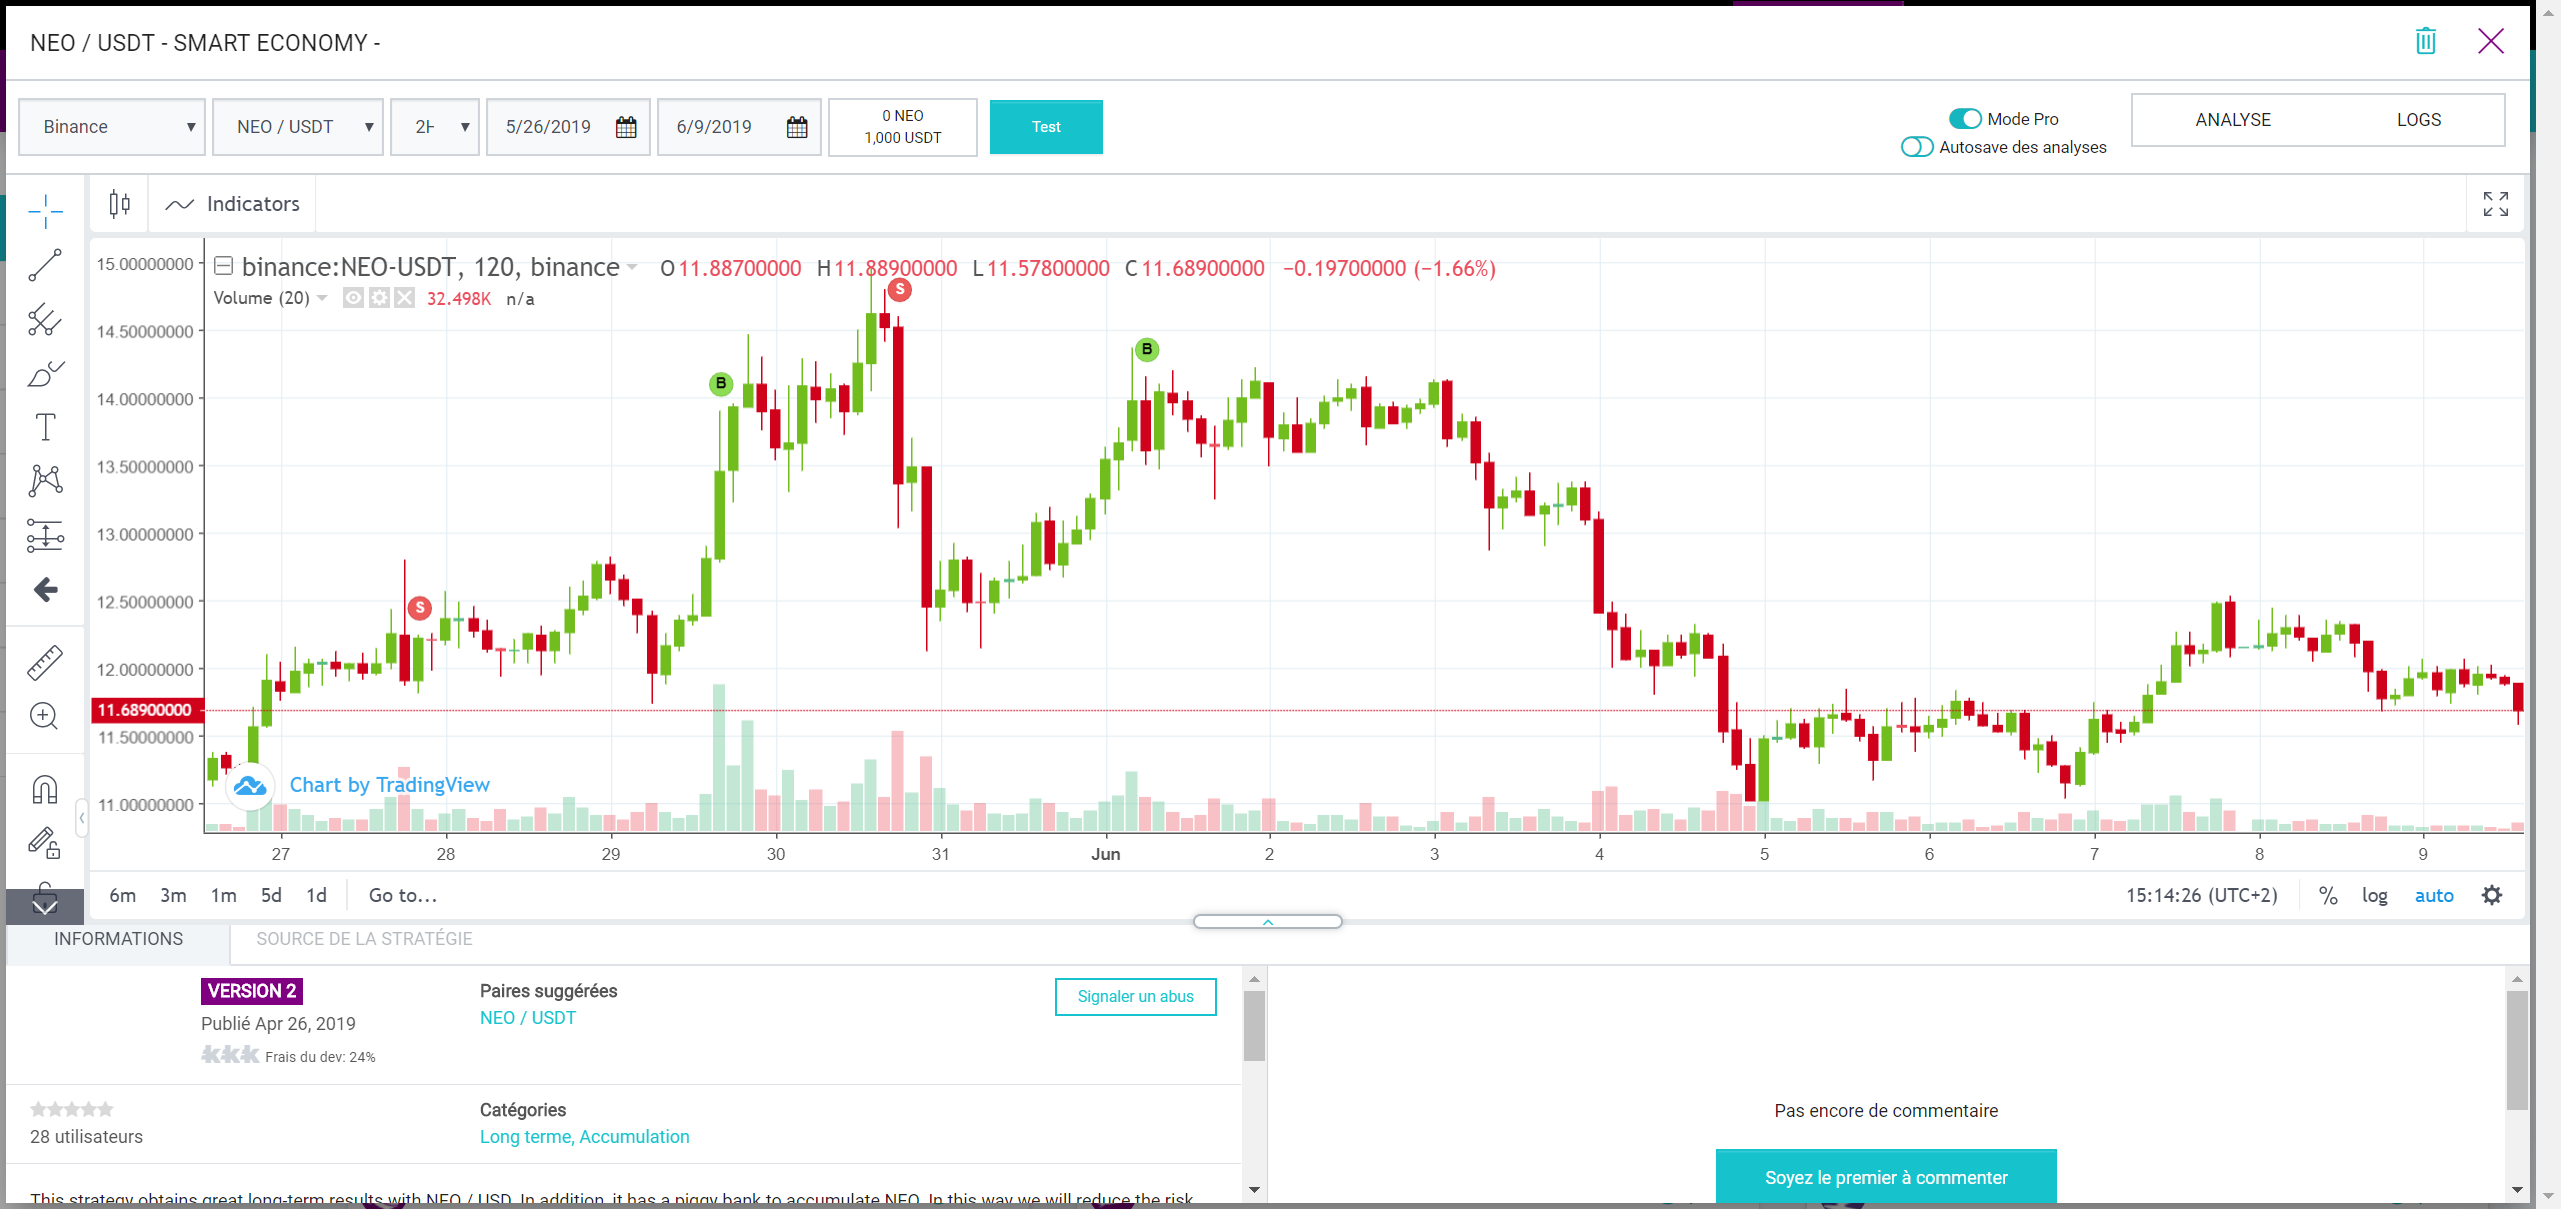 NEO / USDT - SMART ECONOMY -
Binance
NEO / USDT
5/26/2019
6/9/2019
0 NEO
1,000 USDT
Test
Mode Pro
Autosave des analyses
ANALYSE
LOGS
Indicators
binance:NEO-USDT, 120, binance O 11.88700000 H 11.88900000 L 11.57800000 C 11.68900000 −0.19700000 (−1.66%)
Volume (20) 32.498K n/a
15.00000000
14.50000000
14.00000000
13.50000000
13.00000000
12.50000000
12.00000000
11.68900000
11.50000000
11.00000000
S
B
S
B
Chart by TradingView
27 28 29 30 31 Jun 2 3 4 5 6 7 8 9
6m 3m 1m 5d 1d Go to...
15:14:26 (UTC+2) % log auto
INFORMATIONS
SOURCE DE LA STRATÉGIE
VERSION 2
Publié Apr 26, 2019
Frais du dev: 24%
Paires suggérées
NEO / USDT
Signaler un abus
28 utilisateurs
Catégories
Long terme, Accumulation
This strategy obtains great long-term results with NEO / USD. In addition, it has a piggy bank to accumulate NEO. In this way we will reduce the risk
Pas encore de commentaire
Soyez le premier à commenter